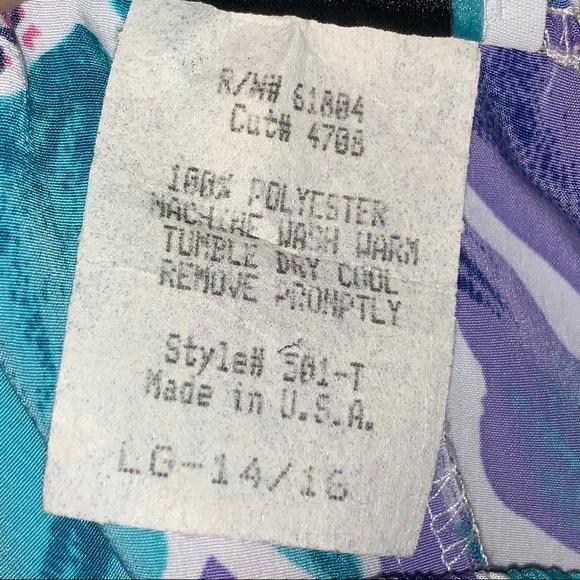 R/W# 61804
Cut# 4708
100% POLYESTER
MACHINE WASH WARM
TUMBLE DRY COOL
REMOVE PROMPTLY
Style# 501-T
Made in U.S.A.
LG-14/16